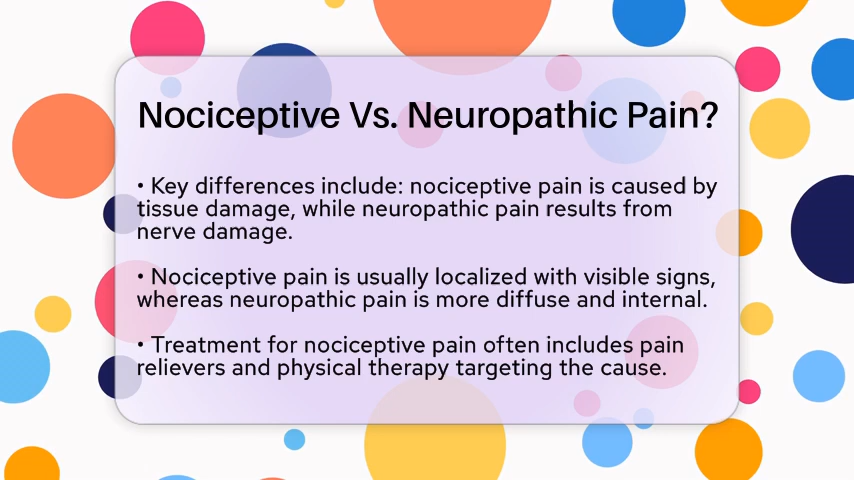 Nociceptive Vs. Neuropathic Pain?
• Key differences include: nociceptive pain is caused by
tissue damage, while neuropathic pain results from
nerve damage.
• Nociceptive pain is usually localized with visible signs,
whereas neuropathic pain is more diffuse and internal.
• Treatment for nociceptive pain often includes pain
relievers and physical therapy targeting the cause.